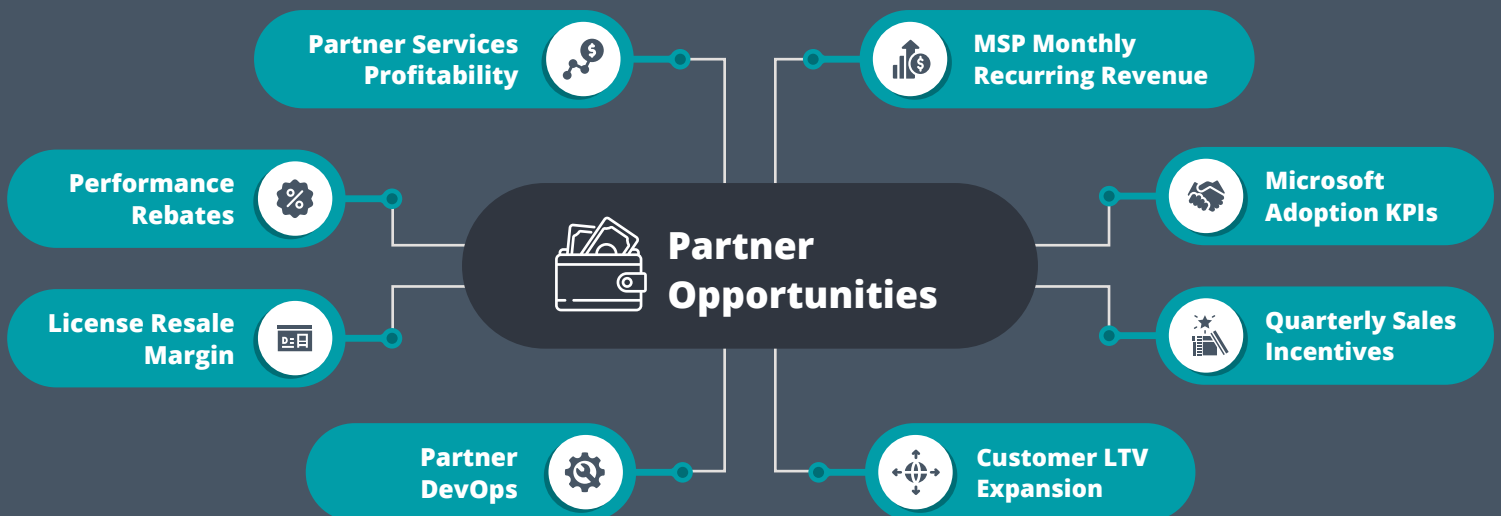 Partner Services
Profitability
MSP Monthly
Recurring Revenue
Performance
Rebates
Microsoft
Adoption KPIs
Partner
Opportunities
License Resale
Margin
Quarterly Sales
Incentives
Partner
DevOps
Customer LTV
Expansion